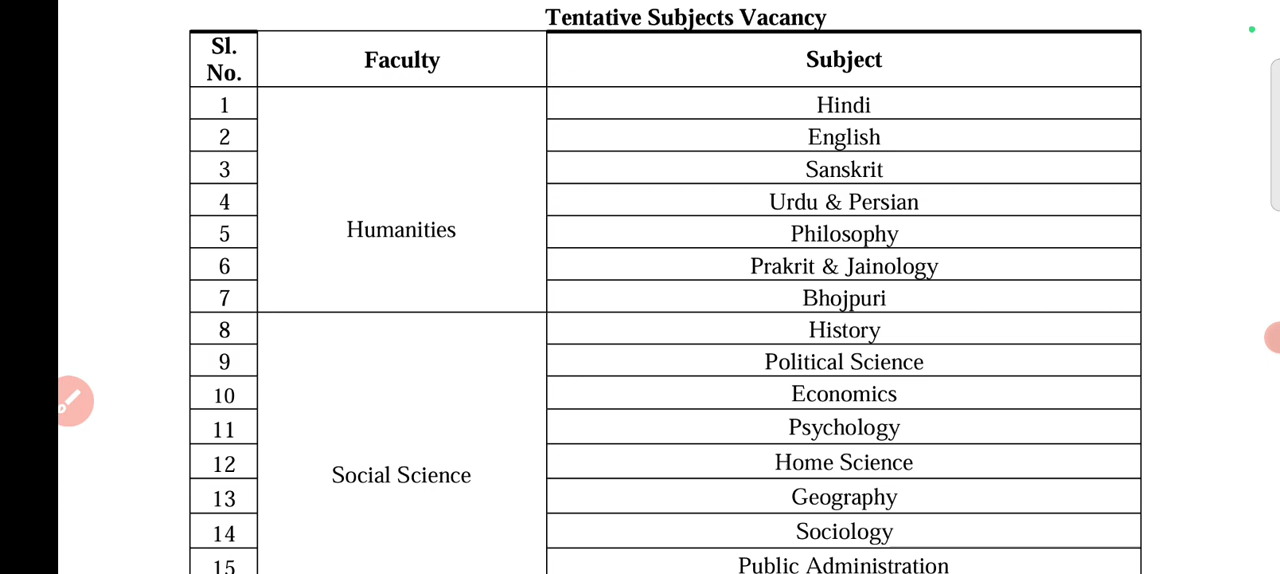 Tentative Subjects Vacancy
Sl. No. Faculty Subject
1 Humanities Hindi
2 English
3 Sanskrit
4 Urdu & Persian
5 Philosophy
6 Prakrit & Jainology
7 Bhojpuri
8 Social Science History
9 Political Science
10 Economics
11 Psychology
12 Home Science
13 Geography
14 Sociology
15 Public Administration